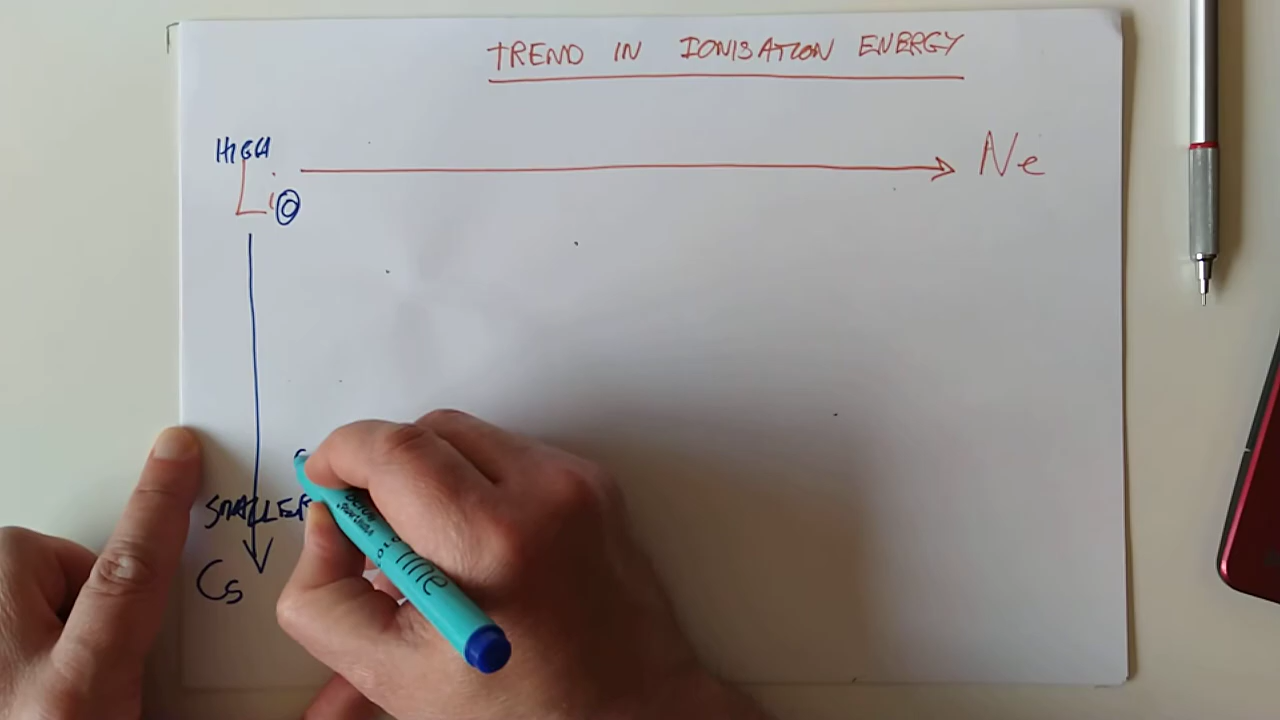 TREND IN IONISATION ENERGY
HIGH
Li
Ne
SMALLER
Cs